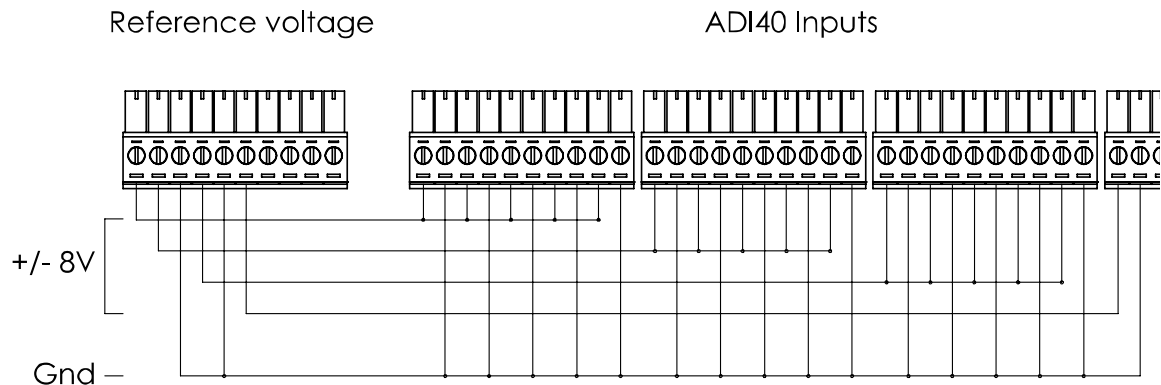 Reference voltage
ADI40 Inputs
+/- 8V
Gnd